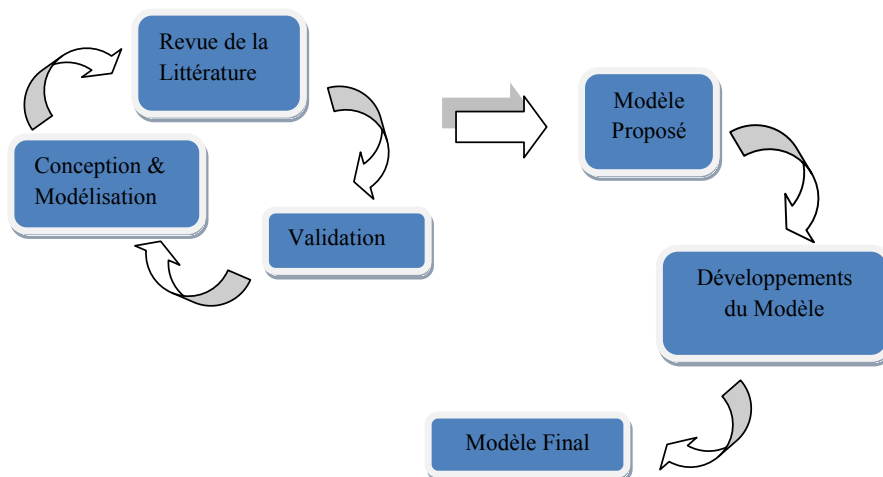 Revue de la
Littérature
Conception &
Modélisation
Validation
Modèle
Proposé
Développements
du Modèle
Modèle Final